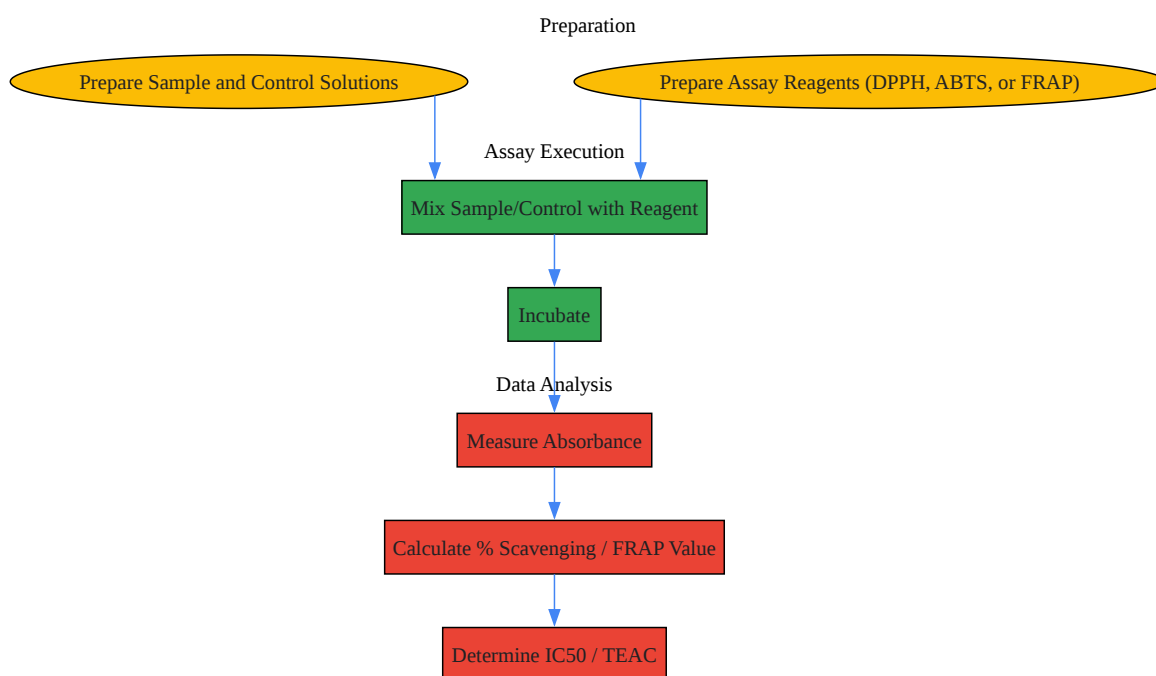 Preparation
Prepare Sample and Control Solutions
Prepare Assay Reagents (DPPH, ABTS, or FRAP)
Assay Execution
Mix Sample/Control with Reagent
Incubate
Data Analysis
Measure Absorbance
Calculate % Scavenging / FRAP Value
Determine IC50 / TEAC